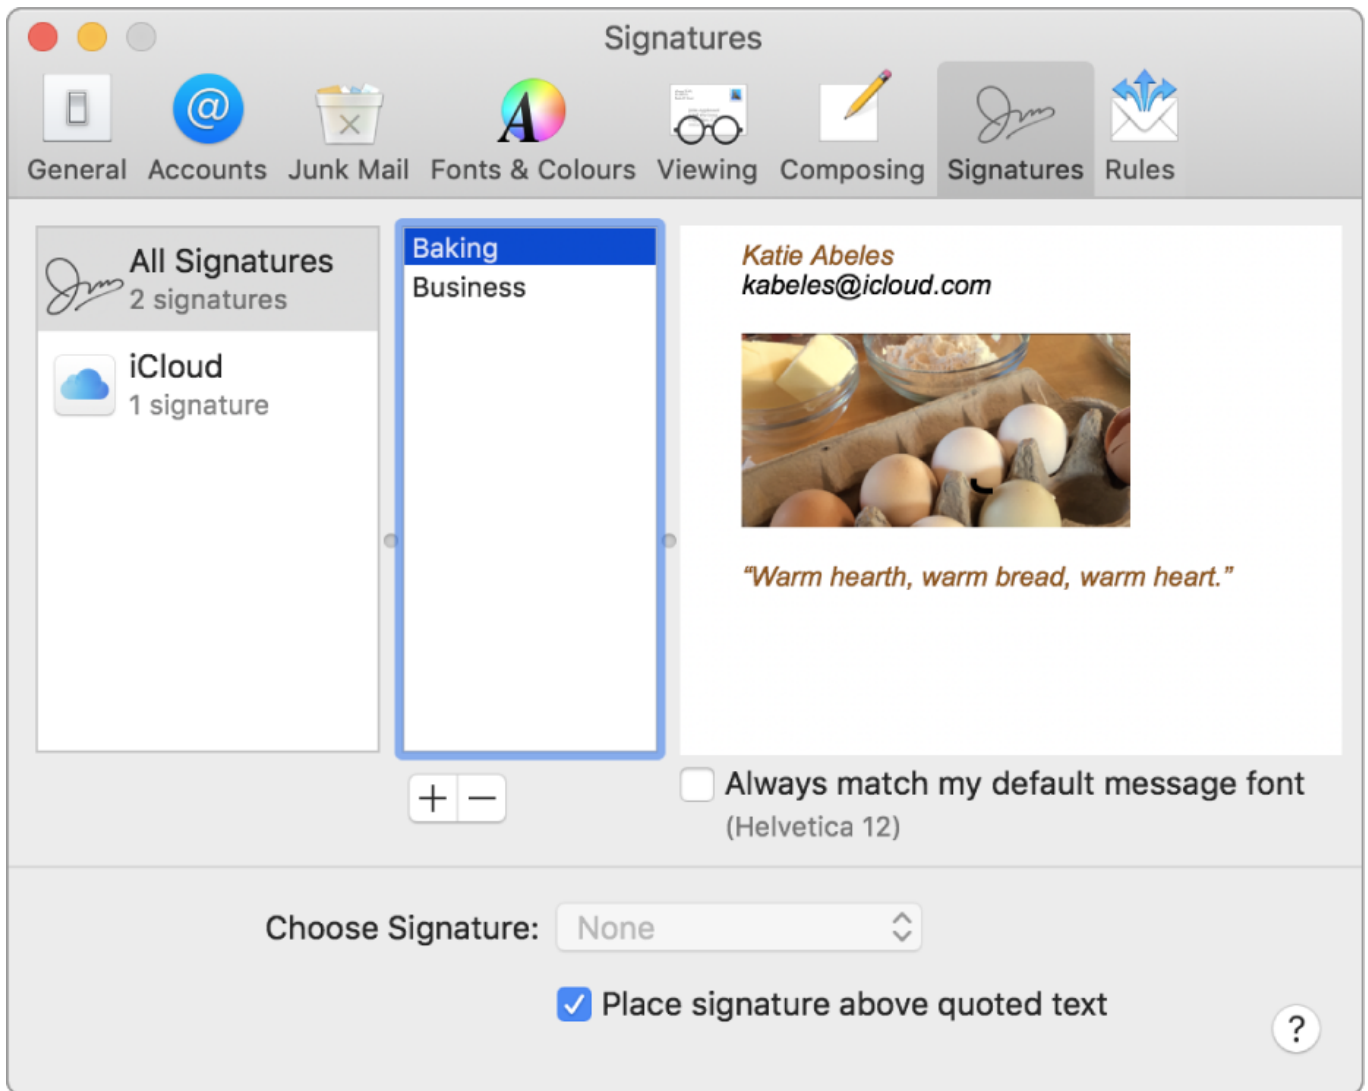 Signatures
General
Accounts
Junk Mail
Fonts & Colours
Viewing
Composing
Signatures
Rules
All Signatures
2 signatures
iCloud
1 signature
Baking
Business
Katie Abeles
kabeles@icloud.com
“Warm hearth, warm bread, warm heart.”
Always match my default message font
(Helvetica 12)
Choose Signature:
None
Place signature above quoted text
?